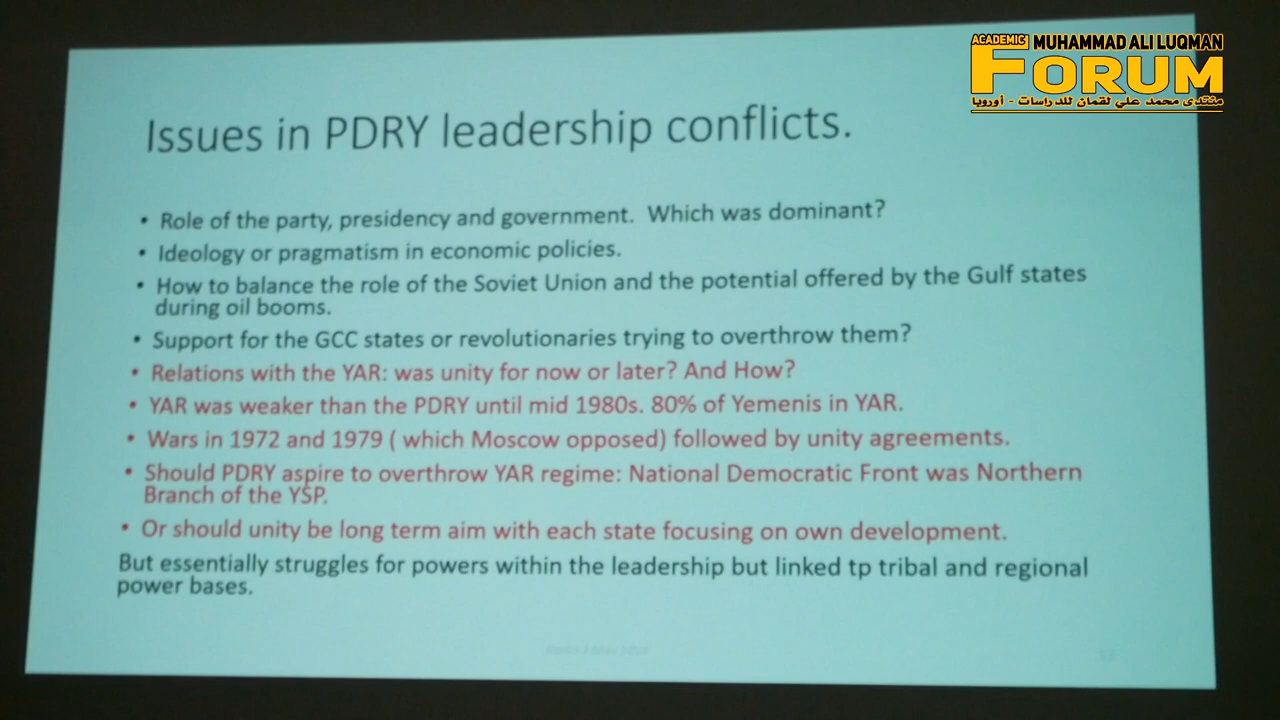 ACADEMIC MUHAMMAD ALI LUQMAN
FORUM
منتدى محمد علي لقمان للدراسات - أوروبا
Issues in PDRY leadership conflicts.
• Role of the party, presidency and government. Which was dominant?
• Ideology or pragmatism in economic policies.
• How to balance the role of the Soviet Union and the potential offered by the Gulf states
during oil booms.
• Support for the GCC states or revolutionaries trying to overthrow them?
• Relations with the YAR: was unity for now or later? And How?
• YAR was weaker than the PDRY until mid 1980s. 80% of Yemenis in YAR.
• Wars in 1972 and 1979 ( which Moscow opposed) followed by unity agreements.
• Should PDRY aspire to overthrow YAR regime: National Democratic Front was Northern
Branch of the YSP.
• Or should unity be long term aim with each state focusing on own development.
But essentially struggles for powers within the leadership but linked tp tribal and regional
power bases.